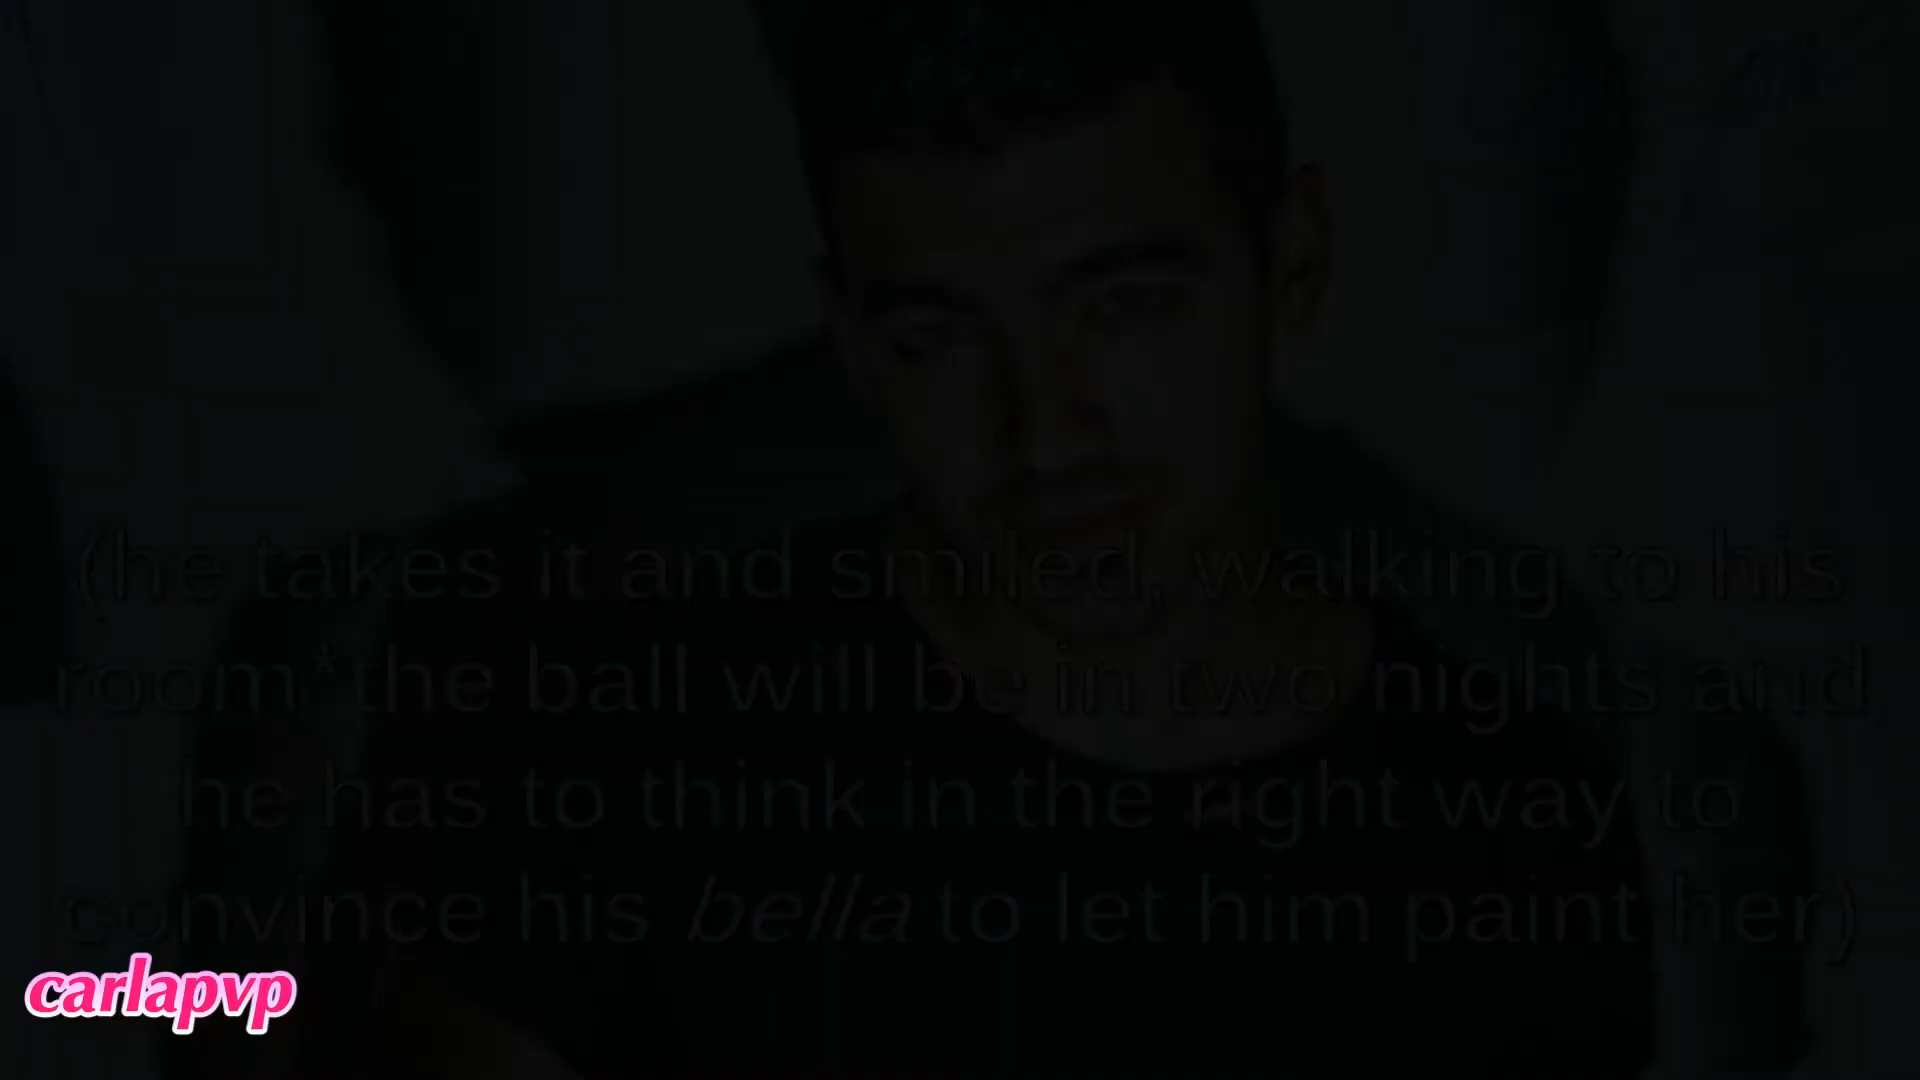 (he takes it and smiled, walking to his
room*the ball will be in two nights and
he has to think in the right way to
convince his bella to let him paint her)
carlapvp